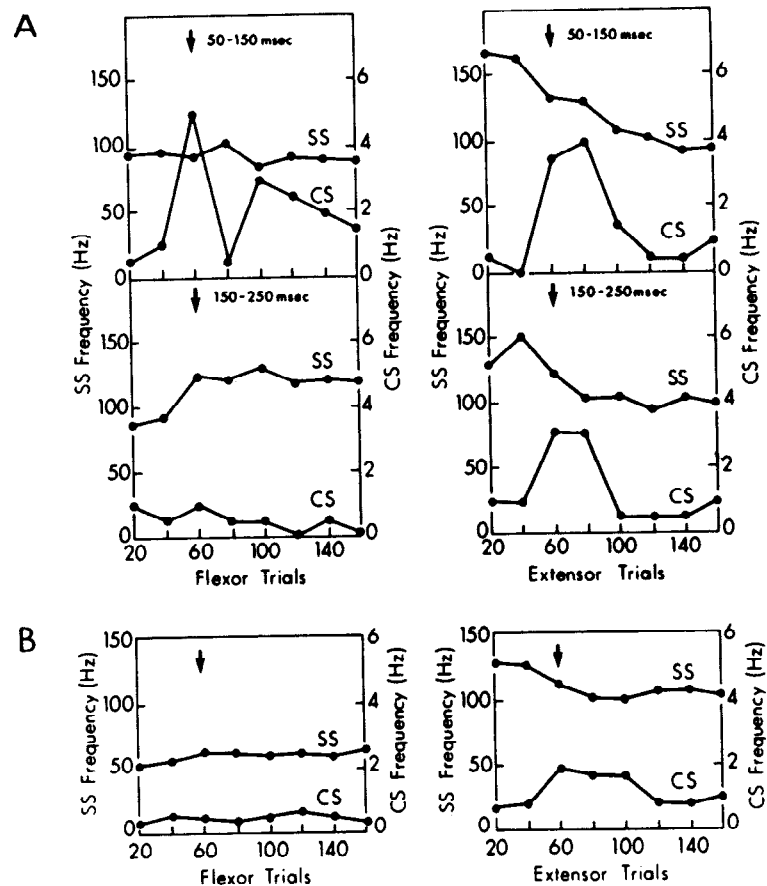 A
50-150 msec
150
100
50
0
6
4
2
0
SS
CS
SS Frequency (Hz)
CS Frequency (Hz)
150-250 msec
150
100
50
0
6
4
2
0
SS
CS
20 60 100 140
Flexor Trials
50-150 msec
150
100
50
0
6
4
2
0
SS
CS
SS Frequency (Hz)
CS Frequency (Hz)
150-250 msec
150
100
50
0
6
4
2
0
SS
CS
20 60 100 140
Extensor Trials
B
150
100
50
0
6
4
2
0
SS
CS
SS Frequency (Hz)
CS Frequency (Hz)
20 60 100 140
Flexor Trials
150
100
50
0
6
4
2
0
SS
CS
SS Frequency (Hz)
CS Frequency (Hz)
20 60 100 140
Extensor Trials